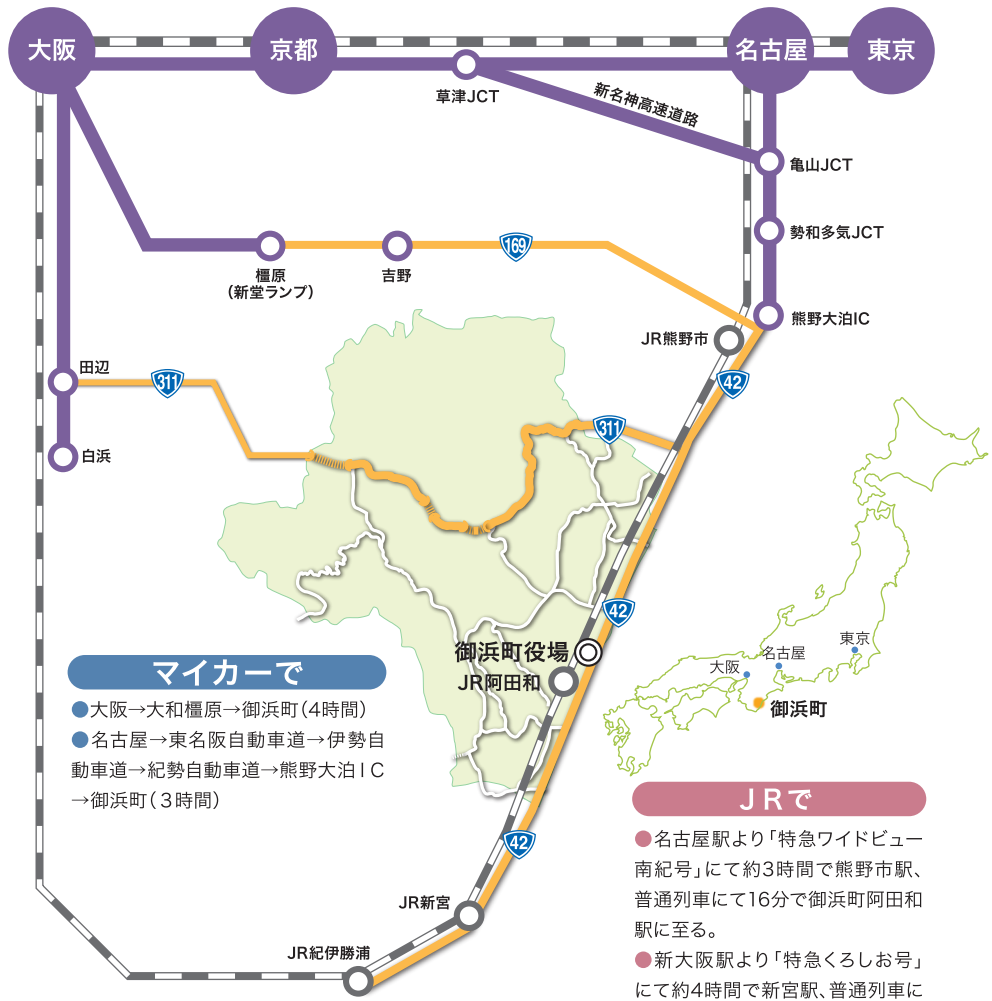 大阪
京都
名古屋
東京
草津JCT
新名神高速道路
亀山JCT
勢和多気JCT
169
橿原
（新堂ランプ）
吉野
熊野大泊IC
JR熊野市
田辺
311
42
白浜
311
42
御浜町役場
JR阿田和
東京
名古屋
大阪
御浜町
マイカーで
●大阪→大和橿原→御浜町（4時間）
●名古屋→東名阪自動車道→伊勢自
動車道→紀勢自動車道→熊野大泊ＩＣ
→御浜町（３時間）
ＪＲで
●名古屋駅より「特急ワイドビュー
南紀号」にて約3時間で熊野市駅、
普通列車にて16分で御浜町阿田和
駅に至る。
●新大阪駅より「特急くろしお号」
にて約4時間で新宮駅、普通列車に
42
JR新宮
JR紀伊勝浦